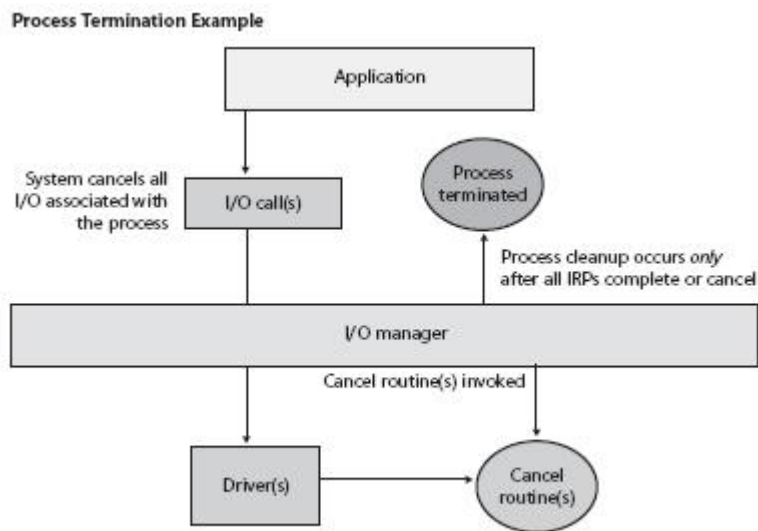 Process Termination Example
Application
System cancels all
I/O associated with
the process
I/O call(s)
Process
terminated
Process cleanup occurs only
after all IRPs complete or cancel
I/O manager
Cancel routine(s) invoked
Driver(s)
Cancel
routine(s)